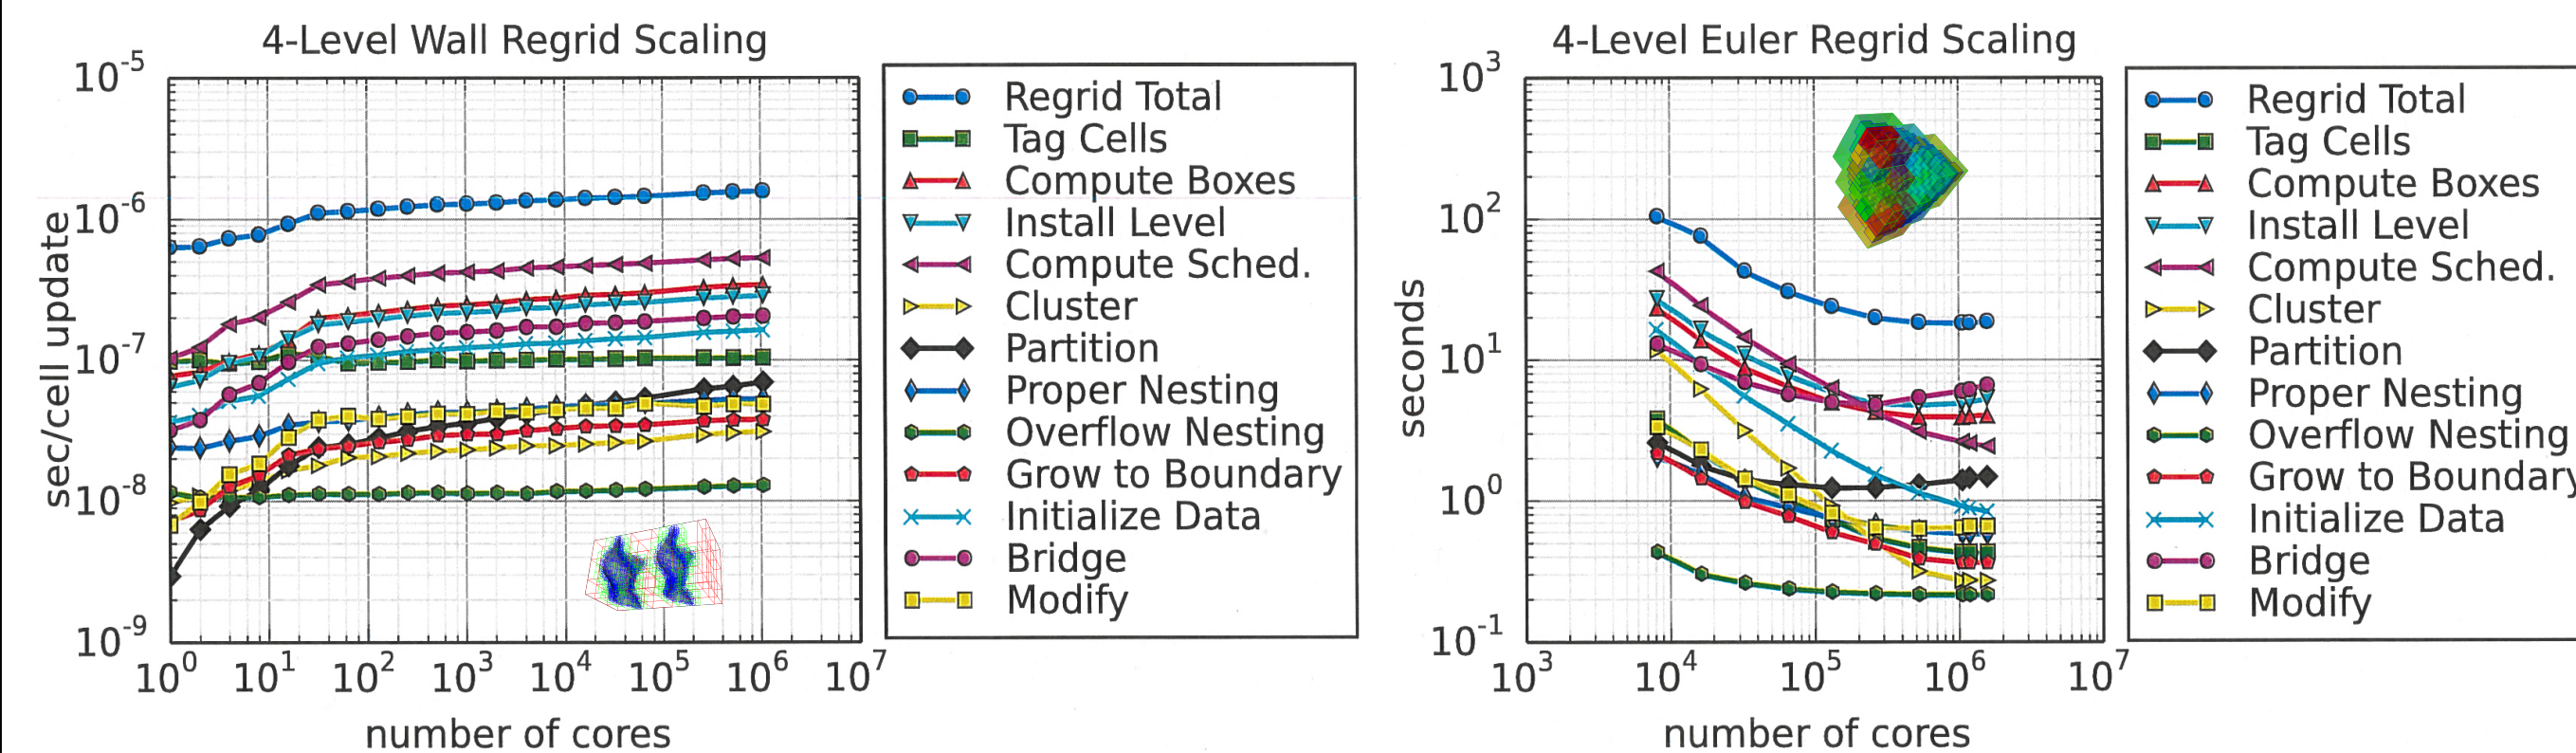 4-Level Wall Regrid Scaling
10^-5
10^-6
10^-7
10^-8
10^-9
sec/cell update
10^0 10^1 10^2 10^3 10^4 10^5 10^6 10^7
number of cores
Regrid Total
Tag Cells
Compute Boxes
Install Level
Compute Sched.
Cluster
Partition
Proper Nesting
Overflow Nesting
Grow to Boundary
Initialize Data
Bridge
Modify
4-Level Euler Regrid Scaling
10^3
10^2
10^1
10^0
10^-1
seconds
10^3 10^4 10^5 10^6 10^7
number of cores
Regrid Total
Tag Cells
Compute Boxes
Install Level
Compute Sched.
Cluster
Partition
Proper Nesting
Overflow Nesting
Grow to Boundary
Initialize Data
Bridge
Modify